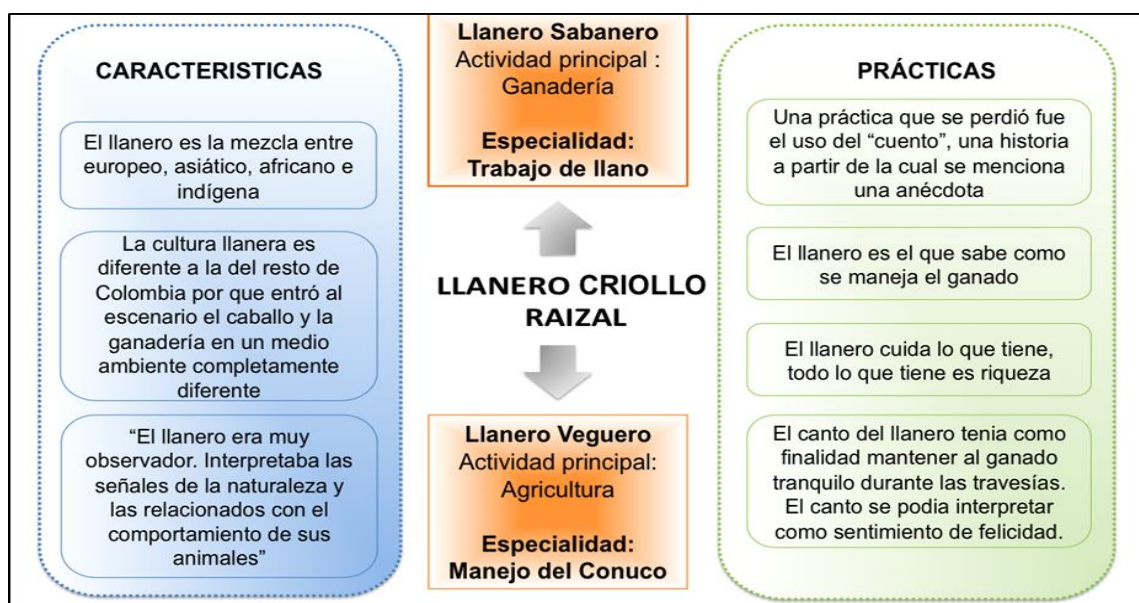 CARACTERISTICAS
El llanero es la mezcla entre
europeo, asiático, africano e
indígena
La cultura llanera es
diferente a la del resto de
Colombia por que entró al
escenario el caballo y la
ganadería en un medio
ambiente completamente
diferente
“El llanero era muy
observador. Interpretaba las
señales de la naturaleza y
las relacionados con el
comportamiento de sus
animales”
Llanero Sabanero
Actividad principal :
Ganadería
Especialidad:
Trabajo de llano
LLANERO CRIOLLO
RAIZAL
Llanero Veguero
Actividad principal:
Agricultura
Especialidad:
Manejo del Conuco
PRÁCTICAS
Una práctica que se perdió fue
el uso del “cuento”, una historia
a partir de la cual se menciona
una anécdota
El llanero es el que sabe como
se maneja el ganado
El llanero cuida lo que tiene,
todo lo que tiene es riqueza
El canto del llanero tenia como
finalidad mantener al ganado
tranquilo durante las travesías.
El canto se podia interpretar
como sentimiento de felicidad.